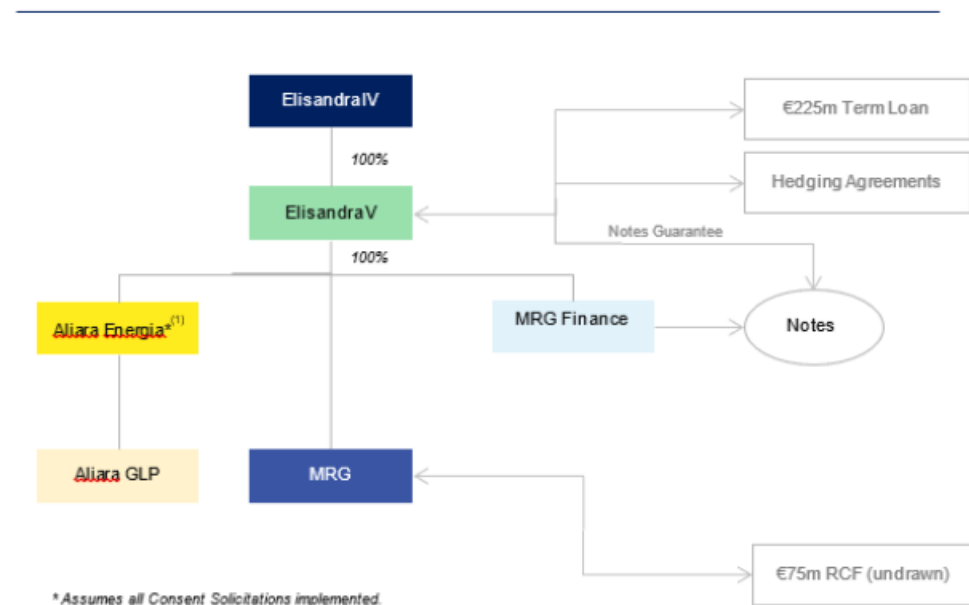 ElisandraIV
€225m Term Loan
100%
Hedging Agreements
ElisandraV
Notes Guarantee
100%
Aliara Energia*(1)
MRG Finance
Notes
Aliara GLP
MRG
€75m RCF (undrawn)
* Assumes all Consent Solicitations implemented.